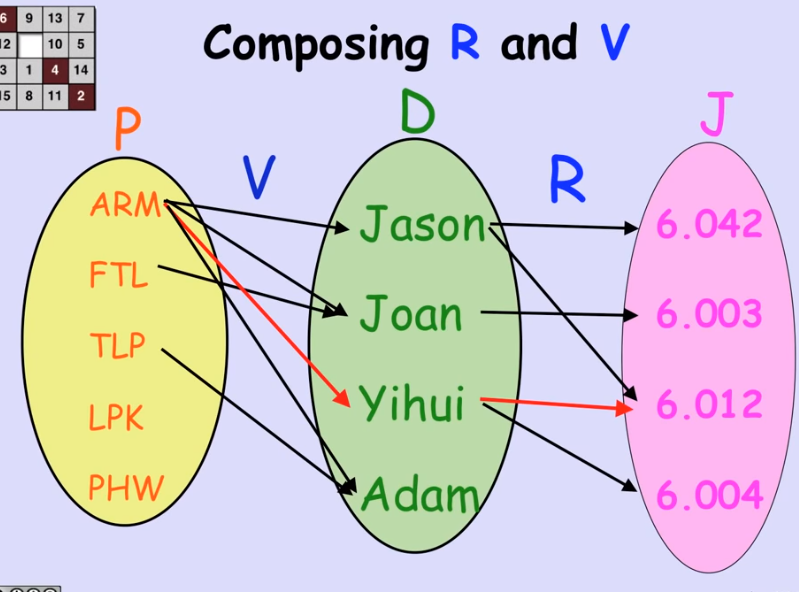 6 9 13 7
12 10 5
3 1 4 14
15 8 11 2
Composing R and V
P
V
D
R
J
ARM
FTL
TLP
LPK
PHW
Jason
Joan
Yihui
Adam
6.042
6.003
6.012
6.004